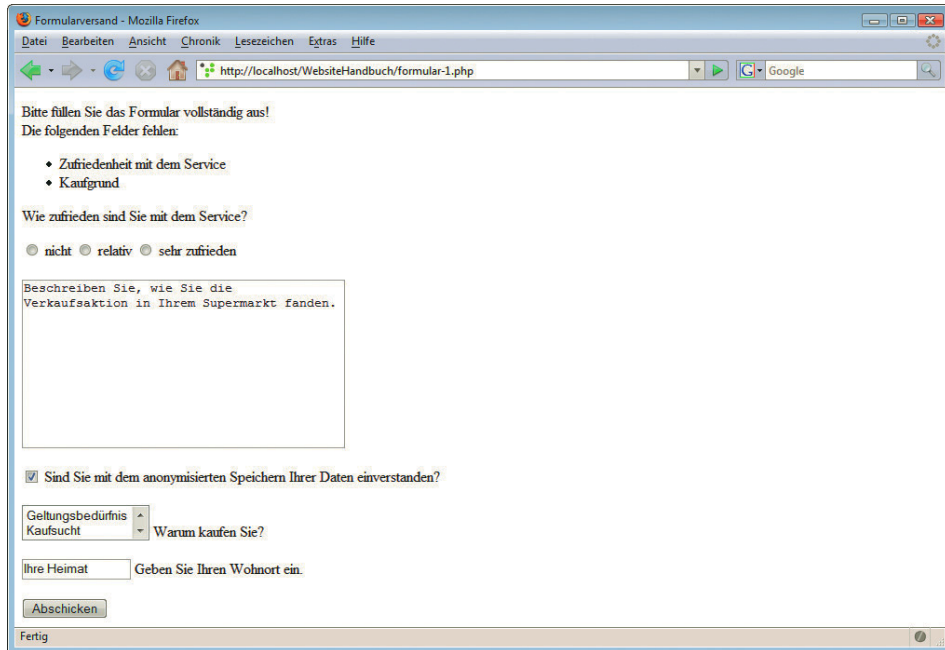 Formularversand - Mozilla Firefox
Datei Bearbeiten Ansicht Chronik Lesezeichen Extras Hilfe
http://localhost/WebsiteHandbuch/formular-1.php
G Google
Bitte füllen Sie das Formular vollständig aus!
Die folgenden Felder fehlen:
Zufriedenheit mit dem Service
Kaufgrund
Wie zufrieden sind Sie mit dem Service?
nicht relativ sehr zufrieden
Beschreiben Sie, wie Sie die
Verkaufsaktion in Ihrem Supermarkt fanden.
Sind Sie mit dem anonymisierten Speichern Ihrer Daten einverstanden?
Geltungsbedürfnis
Kaufsucht Warum kaufen Sie?
Ihre Heimat Geben Sie Ihren Wohnort ein.
Abschicken
Fertig